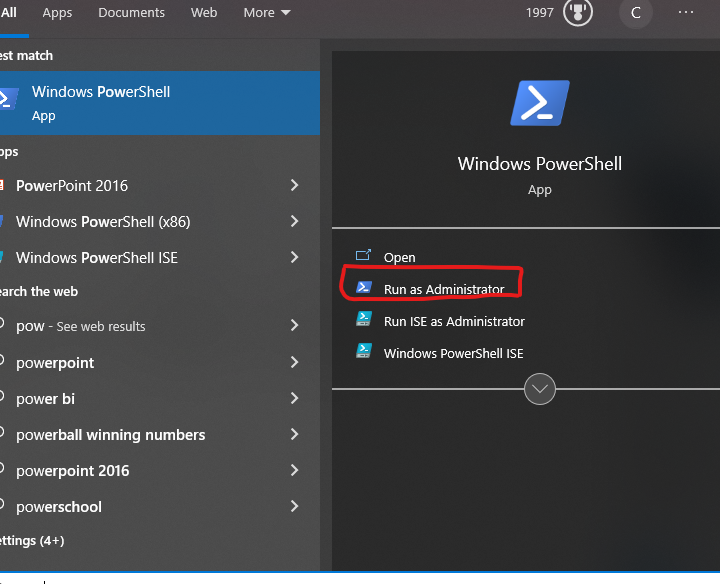 All Apps Documents Web More 1997 C ...
est match
Windows PowerShell
App
pps
PowerPoint 2016
Windows PowerShell (x86)
Windows PowerShell ISE
earch the web
pow - See web results
powerpoint
power bi
powerball winning numbers
powerpoint 2016
powerschool
ettings (4+)
Windows PowerShell
App
Open
Run as Administrator
Run ISE as Administrator
Windows PowerShell ISE